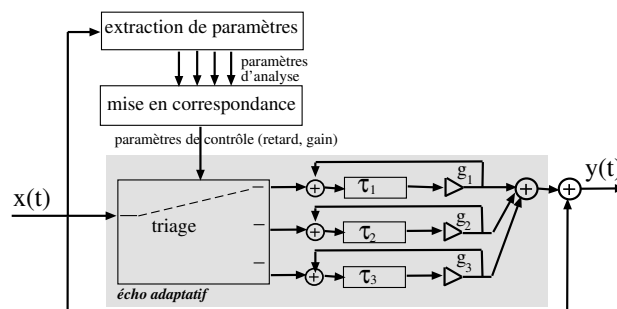 extraction de paramètres
paramètres
d'analyse
mise en correspondance
paramètres de contrôle (retard, gain)
x(t)
triage
τ1
g1
τ2
g2
τ3
g3
y(t)
écho adaptatif